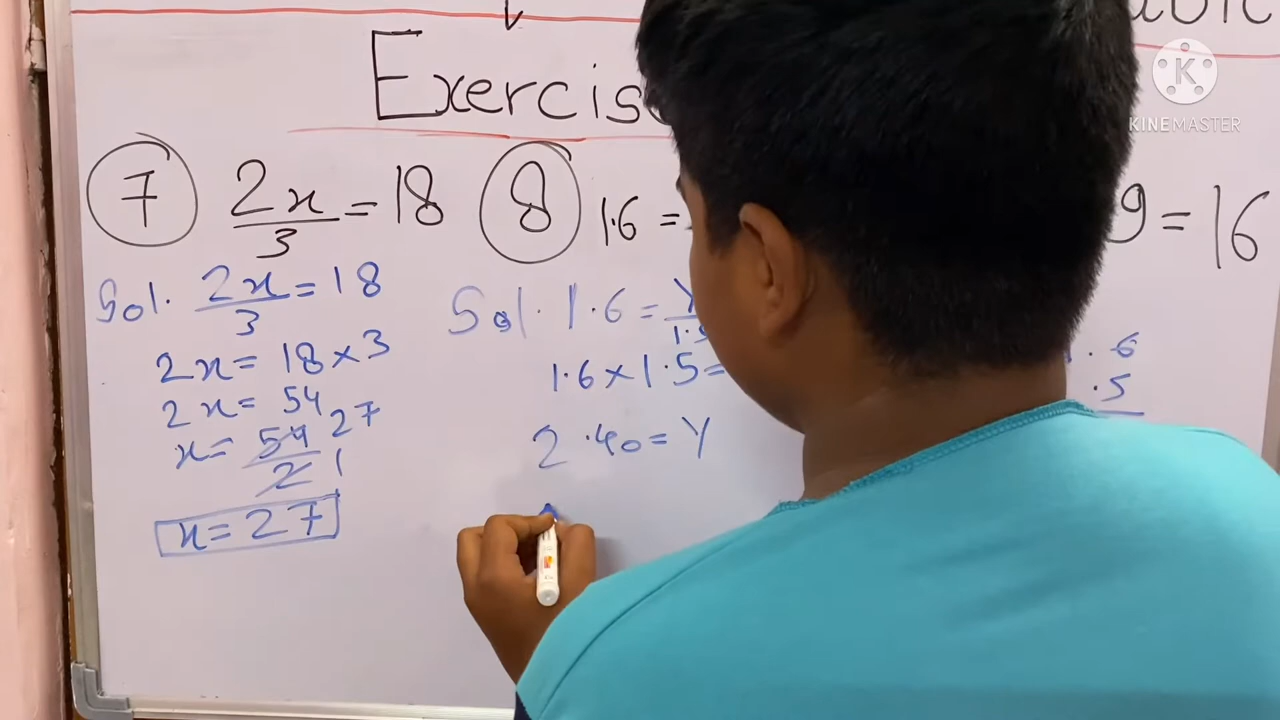 Exercise
7 2x/3 = 18
8 1.6 =
9 = 16
Sol. 2x/3 = 18
2x = 18 × 3
2x = 54
x = 54/2 27 1
x = 27
Sol. 1.6 = Y/1.5
1.6 × 1.5 =
2.40 = Y
. 6
.5
K
KINEMASTER